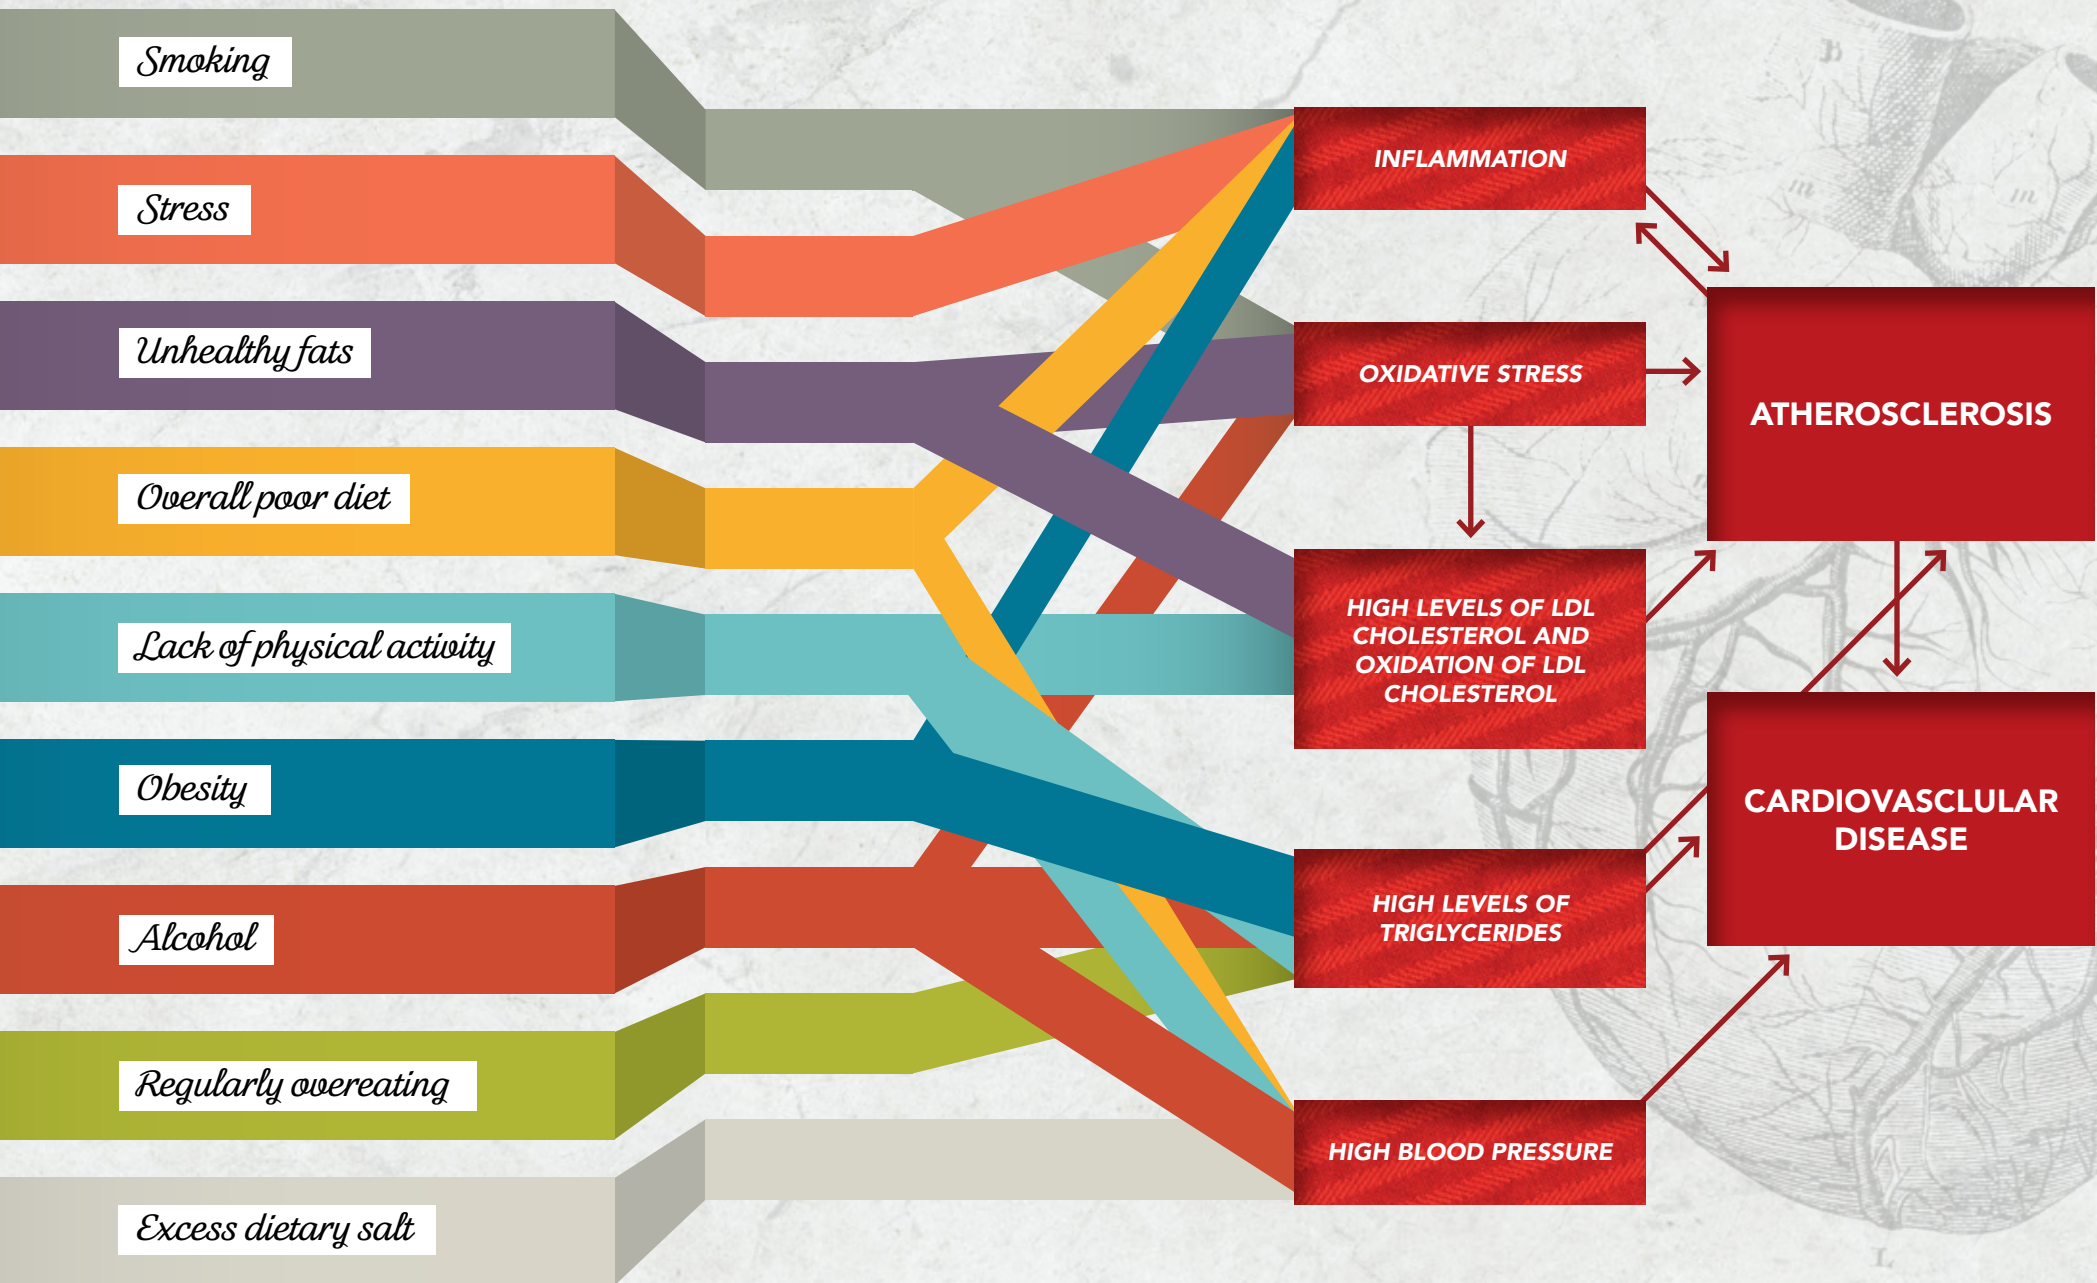 Smoking
Stress
Unhealthy fats
Overall poor diet
Lack of physical activity
Obesity
Alcohol
Regularly overeating
Excess dietary salt
INFLAMMATION
OXIDATIVE STRESS
HIGH LEVELS OF LDL
CHOLESTEROL AND
OXIDATION OF LDL
CHOLESTEROL
HIGH LEVELS OF
TRIGLYCERIDES
HIGH BLOOD PRESSURE
ATHEROSCLEROSIS
CARDIOVASCLULAR
DISEASE
B
m
m
L